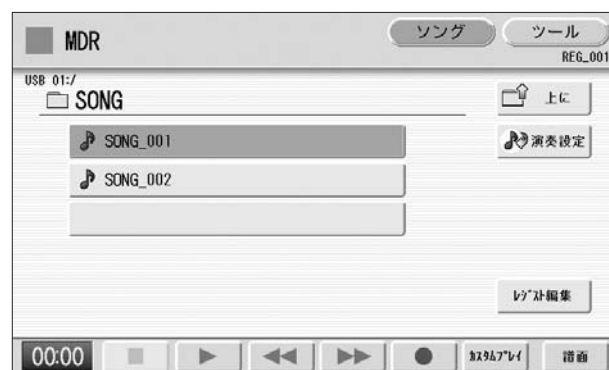 MDR
ソング
ツール
REG_001
USB 01:/
SONG
上に
SONG_001
演奏設定
SONG_002
レジスト編集
00:00
カスタムプレイ
譜面